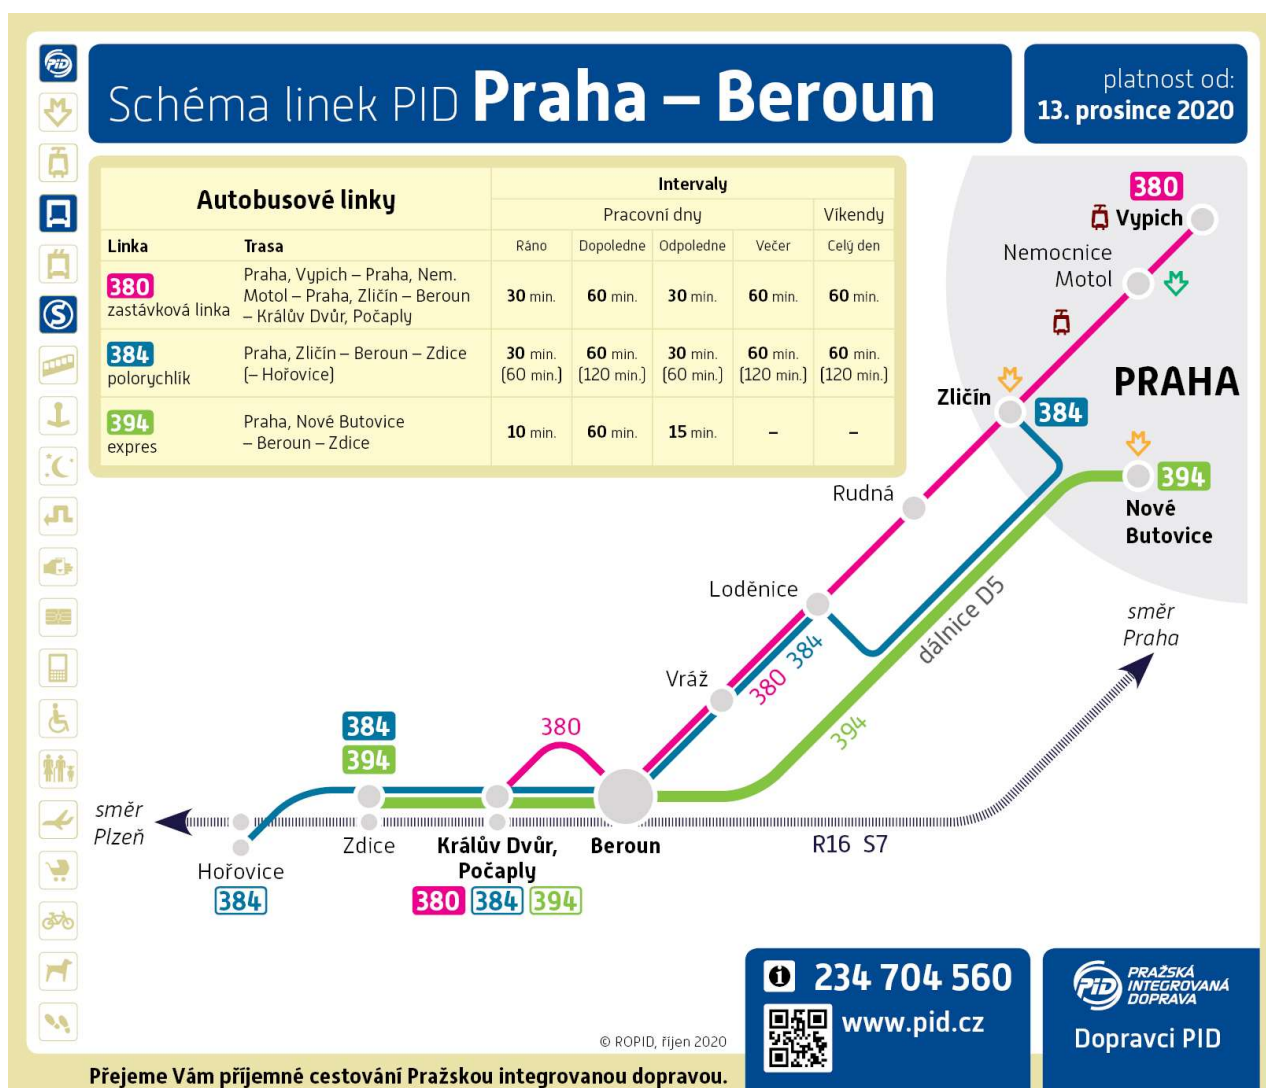 PID
Schéma linek PID Praha – Beroun
platnost od:
13. prosince 2020
Autobusové linky
Intervaly
Pracovní dny
Víkendy
Linka
Trasa
Ráno
Dopoledne
Odpoledne
Večer
Celý den
380
zastávková linka
Praha, Vypich – Praha, Nem.
Motol – Praha, Zličín – Beroun
– Králův Dvůr, Počaply
30 min.
60 min.
30 min.
60 min.
60 min.
384
polorychlík
Praha, Zličín – Beroun – Zdice
(– Hořovice)
30 min.
(60 min.)
60 min.
(120 min.)
30 min.
(60 min.)
60 min.
(120 min.)
60 min.
(120 min.)
394
expres
Praha, Nové Butovice
– Beroun – Zdice
10 min.
60 min.
15 min.
–
–
380
Vypich
Nemocnice
Motol
PRAHA
Zličín
384
394
Nové
Butovice
Rudná
Loděnice
dálnice D5
směr
Praha
380
384
Vráž
394
384
394
380
směr
Plzeň
Hořovice
384
Zdice
Králův Dvůr,
Počaply
380 384 394
Beroun
R16 S7
234 704 560
www.pid.cz
PiD
PRAŽSKÁ
INTEGROVANÁ
DOPRAVA
Dopravci PID
© ROPID, říjen 2020
Přejeme Vám příjemné cestování Pražskou integrovanou dopravou.